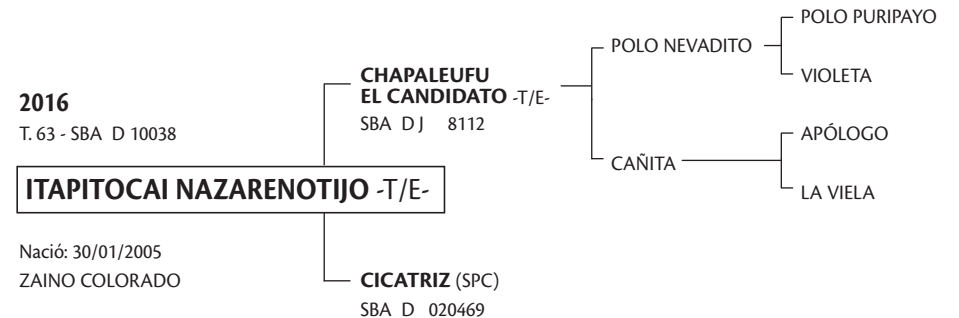 2016
T. 63 - SBA D 10038
ITAPITOCAI NAZARENOTIJO -T/E-
Nació: 30/01/2005
ZAINO COLORADO
CHAPALEUFU
EL CANDIDATO -T/E-
SBA D J 8112
CICATRIZ (SPC)
SBA D 020469
POLO NEVADITO
CAÑITA
POLO PURIPAYO
VIOLETA
APÓLOGO
LA VIELA